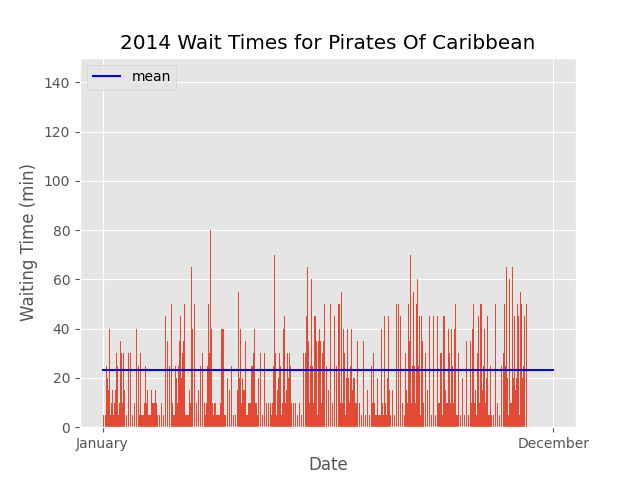 2014 Wait Times for Pirates Of Caribbean
mean
140
120
100
80
60
40
20
0
Waiting Time (min)
January
December
Date